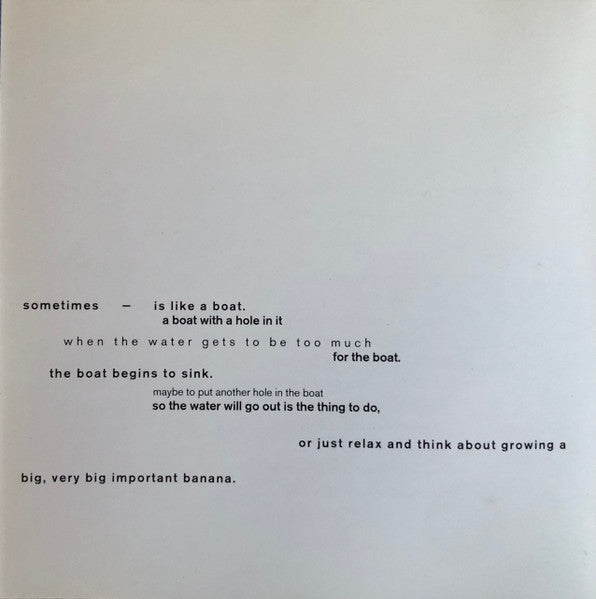 sometimes — is like a boat.
a boat with a hole in it
when the water gets to be too much
for the boat.
the boat begins to sink.
maybe to put another hole in the boat
so the water will go out is the thing to do,
or just relax and think about growing a
big, very big important banana.